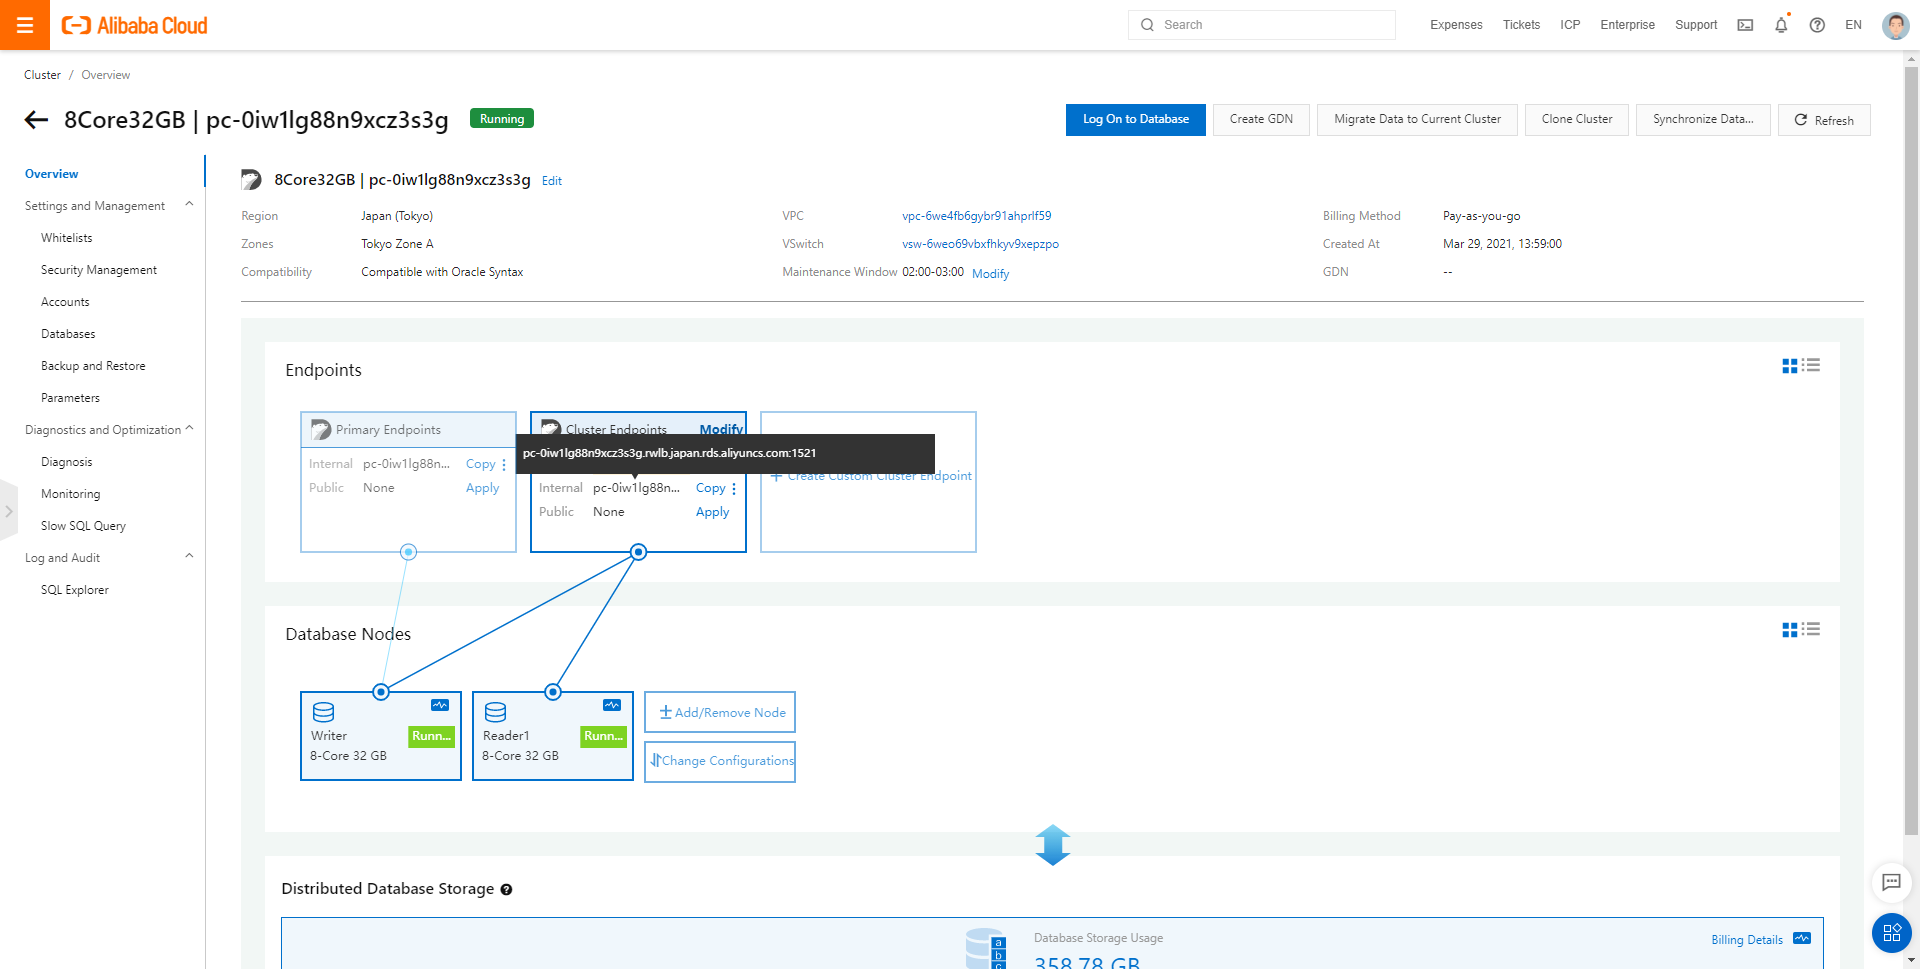 Alibaba Cloud
Search
Expenses
Tickets
ICP
Enterprise
Support
EN
Cluster / Overview
8Core32GB | pc-0iw1lg88n9xcz3s3g
Running
Log On to Database
Create GDN
Migrate Data to Current Cluster
Clone Cluster
Synchronize Data...
Refresh
Overview
Settings and Management
Whitelists
Security Management
Accounts
Databases
Backup and Restore
Parameters
Diagnostics and Optimization
Diagnosis
Monitoring
Slow SQL Query
Log and Audit
SQL Explorer
8Core32GB | pc-0iw1lg88n9xcz3s3g Edit
Region Japan (Tokyo)
VPC vpc-6we4fb6gybr91ahprlf59
Billing Method Pay-as-you-go
Zones Tokyo Zone A
VSwitch vsw-6weo69vbxfhkyv9xepzpo
Created At Mar 29, 2021, 13:59:00
Compatibility Compatible with Oracle Syntax
Maintenance Window 02:00-03:00 Modify
GDN --
Endpoints
Primary Endpoints
Internal pc-0iw1lg88n... Copy
Public None Apply
Cluster Endpoints Modify
pc-0iw1lg88n9xcz3s3g.rwlb.japan.rds.aliyuncs.com:1521
Internal pc-0iw1lg88n... Copy
Public None Apply
Create Custom Cluster Endpoint
Database Nodes
Writer Runn...
8-Core 32 GB
Reader1 Runn...
8-Core 32 GB
Add/Remove Node
Change Configurations
Distributed Database Storage ?
a
b
c
Database Storage Usage
358.78 GB
Billing Details